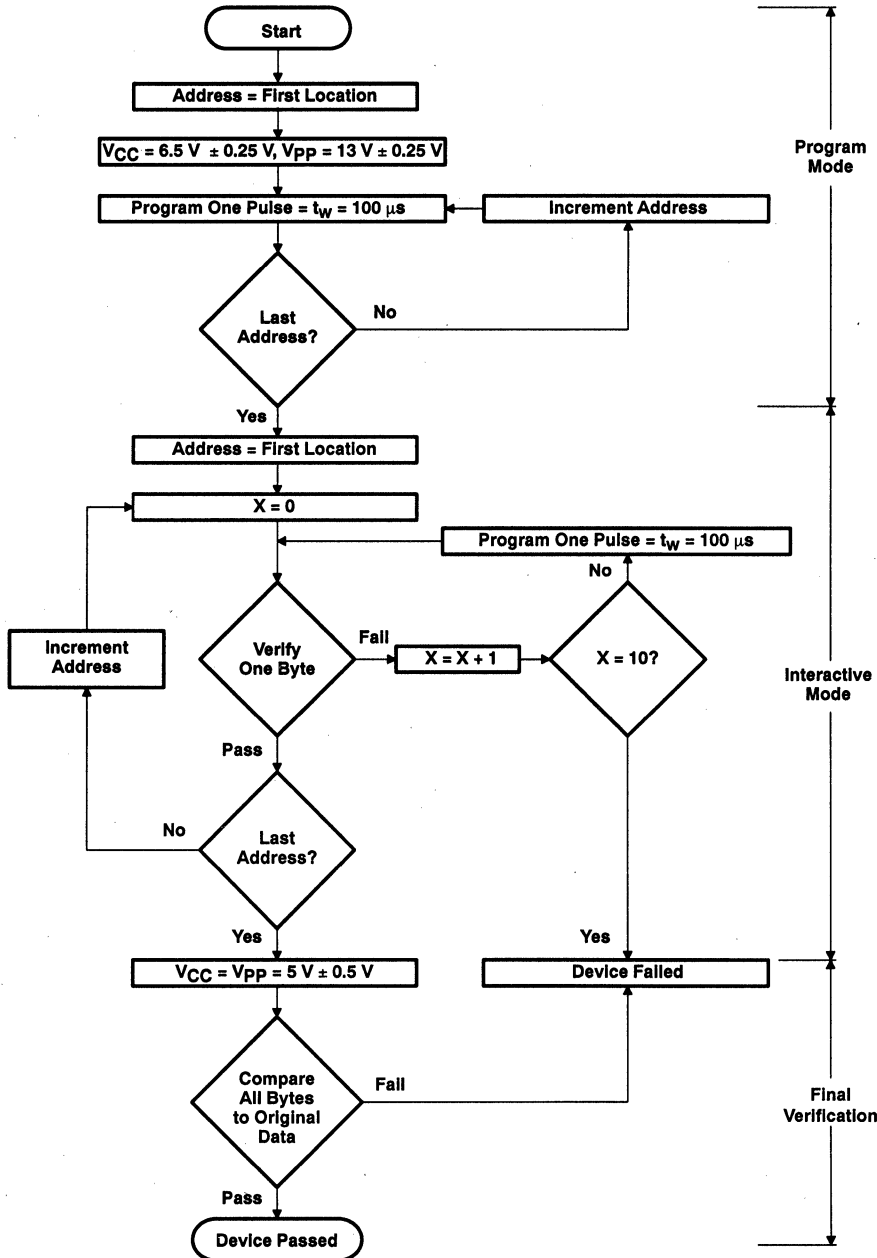 Start
Address = First Location
VCC = 6.5 V ± 0.25 V, VPP = 13 V ± 0.25 V
Program
Mode
Program One Pulse = tw = 100 μs
Increment Address
Last
Address?
No
Yes
Address = First Location
X = 0
Program One Pulse = tw = 100 μs
No
Increment
Address
Verify
One Byte
Fail
X = X + 1
X = 10?
Interactive
Mode
Pass
No
Last
Address?
Yes
Yes
VCC = VPP = 5 V ± 0.5 V
Device Failed
Compare
All Bytes
to Original
Data
Fail
Final
Verification
Pass
Device Passed